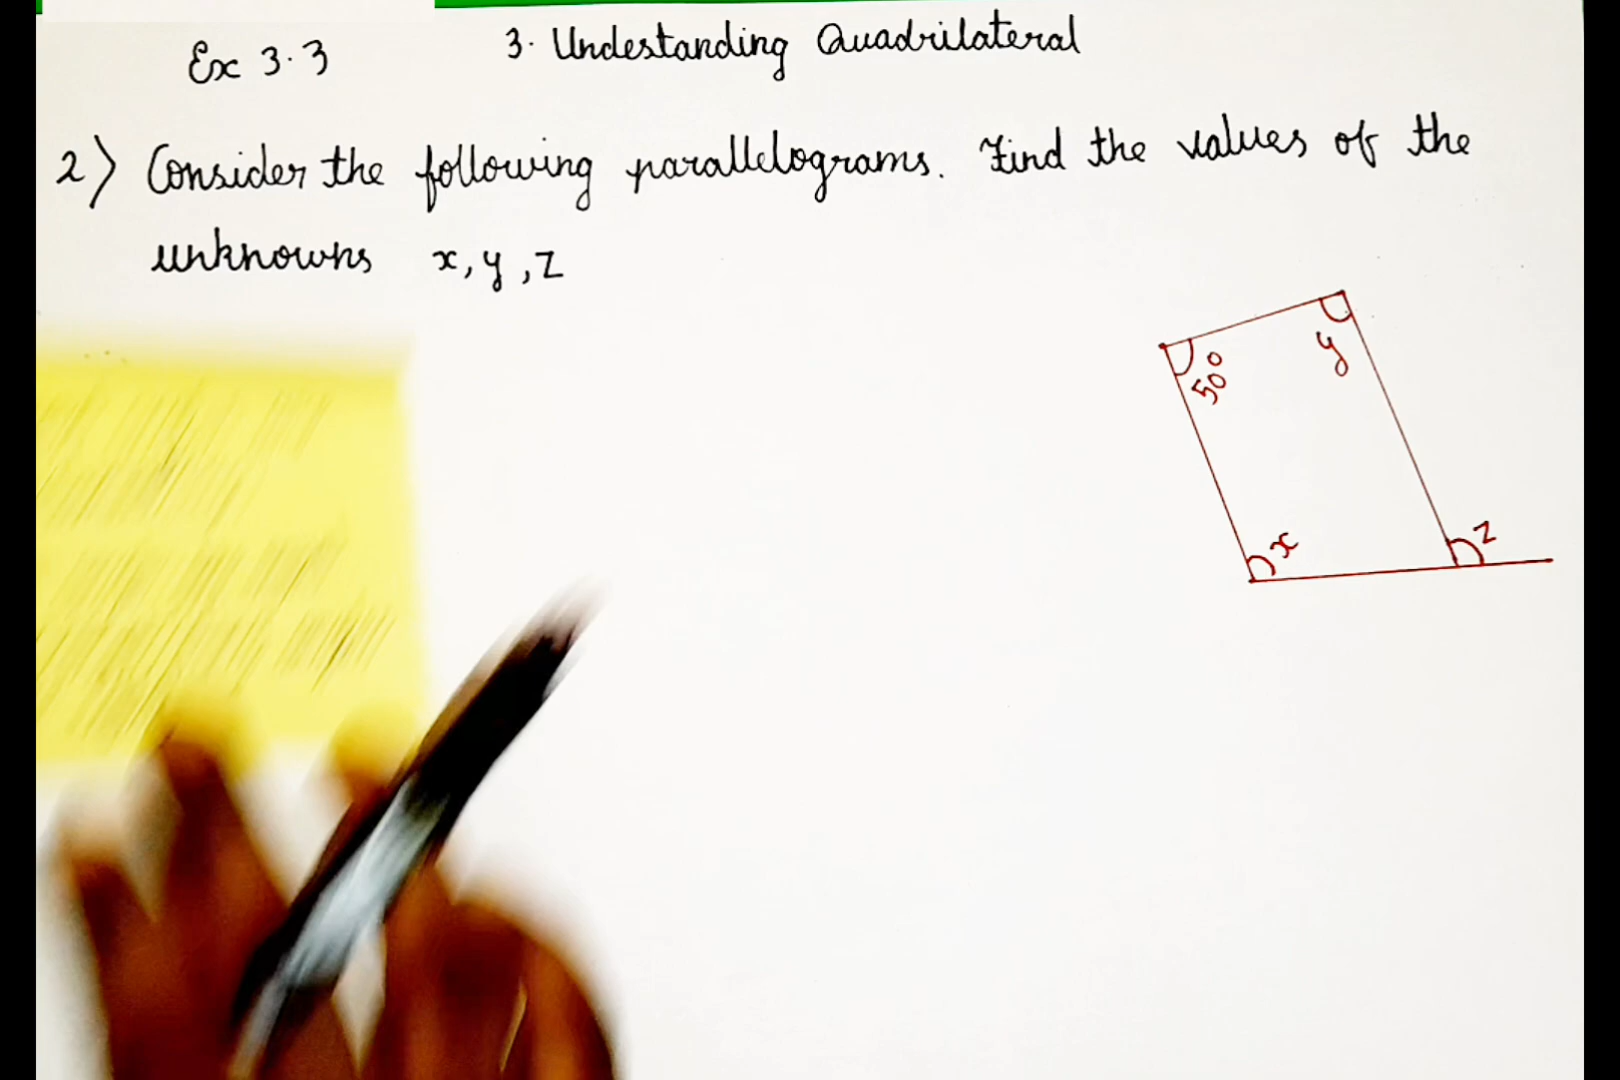 Ex 3.3
3. Undestanding Quadrilateral
2) Consider the following parallelograms. Find the values of the
unknowns x, y, z
50°
y
x
z